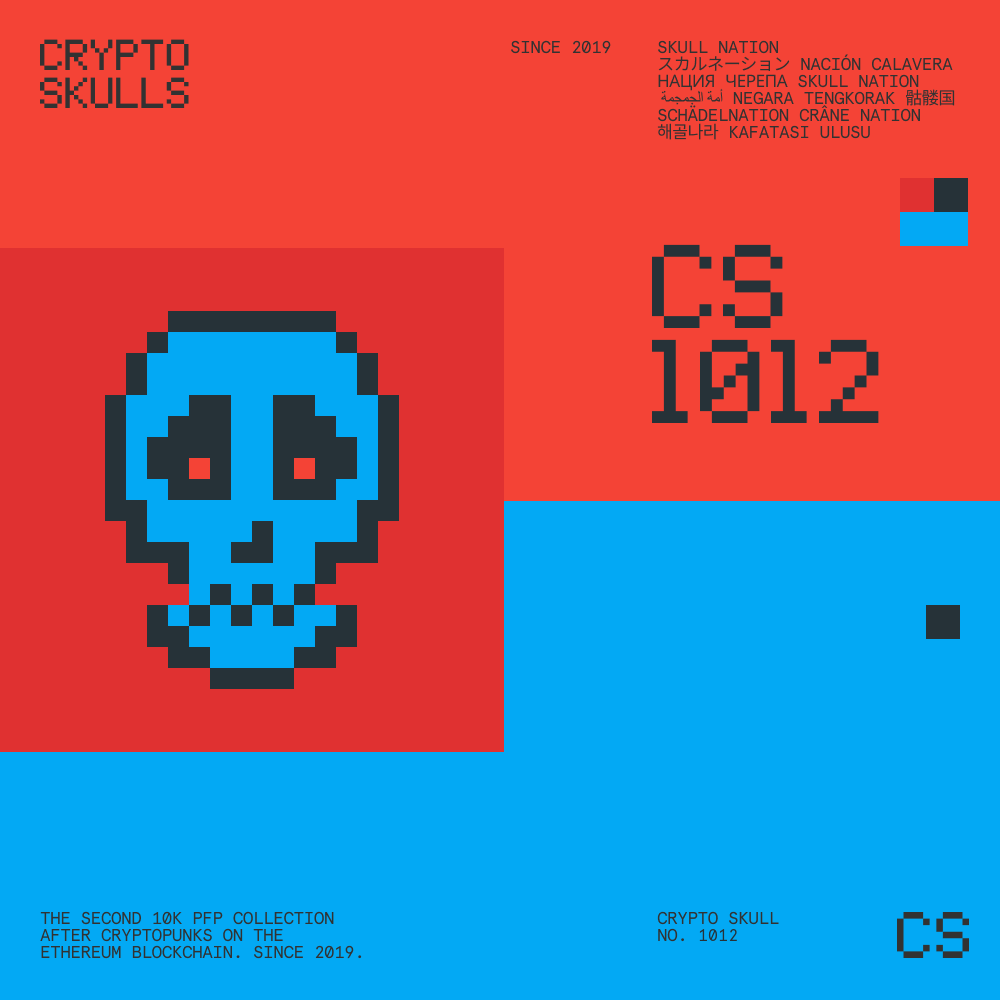 CRYPTO
SKULLS
SINCE 2019
SKULL NATION
スカルネーション NACIÓN CALAVERA
НАЦИЯ ЧЕРЕПА SKULL NATION
أمة الجمجمة NEGARA TENGKORAK 骷髅国
SCHÄDELNATION CRÂNE NATION
해골나라 KAFATASI ULUSU
CS
1012
THE SECOND 10K PFP COLLECTION
AFTER CRYPTOPUNKS ON THE
ETHEREUM BLOCKCHAIN. SINCE 2019.
CRYPTO SKULL
NO. 1012
CS